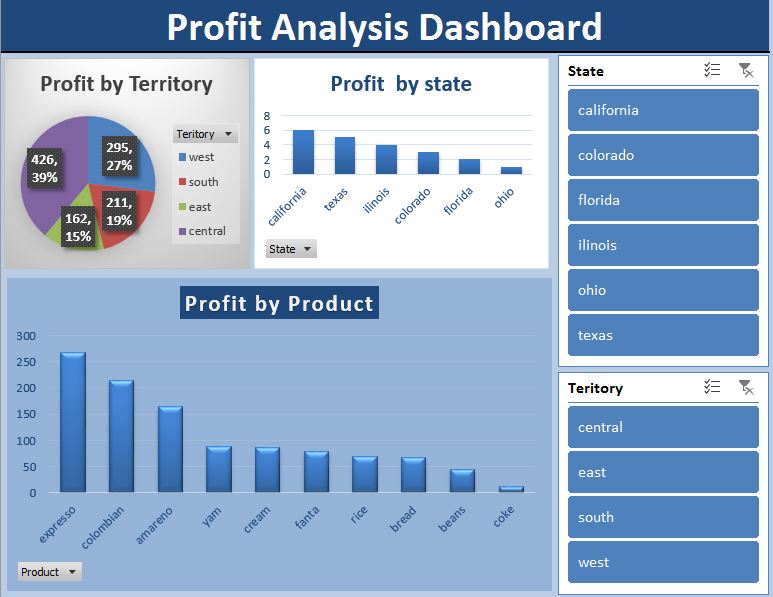 Profit Analysis Dashboard
Profit by Territory
426,
39%
295,
27%
211,
19%
162,
15%
Teritory
west
south
east
central
Profit  by state
8
6
4
2
0
california
texas
ilinois
colorado
florida
ohio
State
Profit by Product
300
250
200
150
100
50
0
expresso
colombian
amareno
yam
cream
fanta
rice
bread
beans
coke
Product
State
california
colorado
florida
ilinois
ohio
texas
Teritory
central
east
south
west